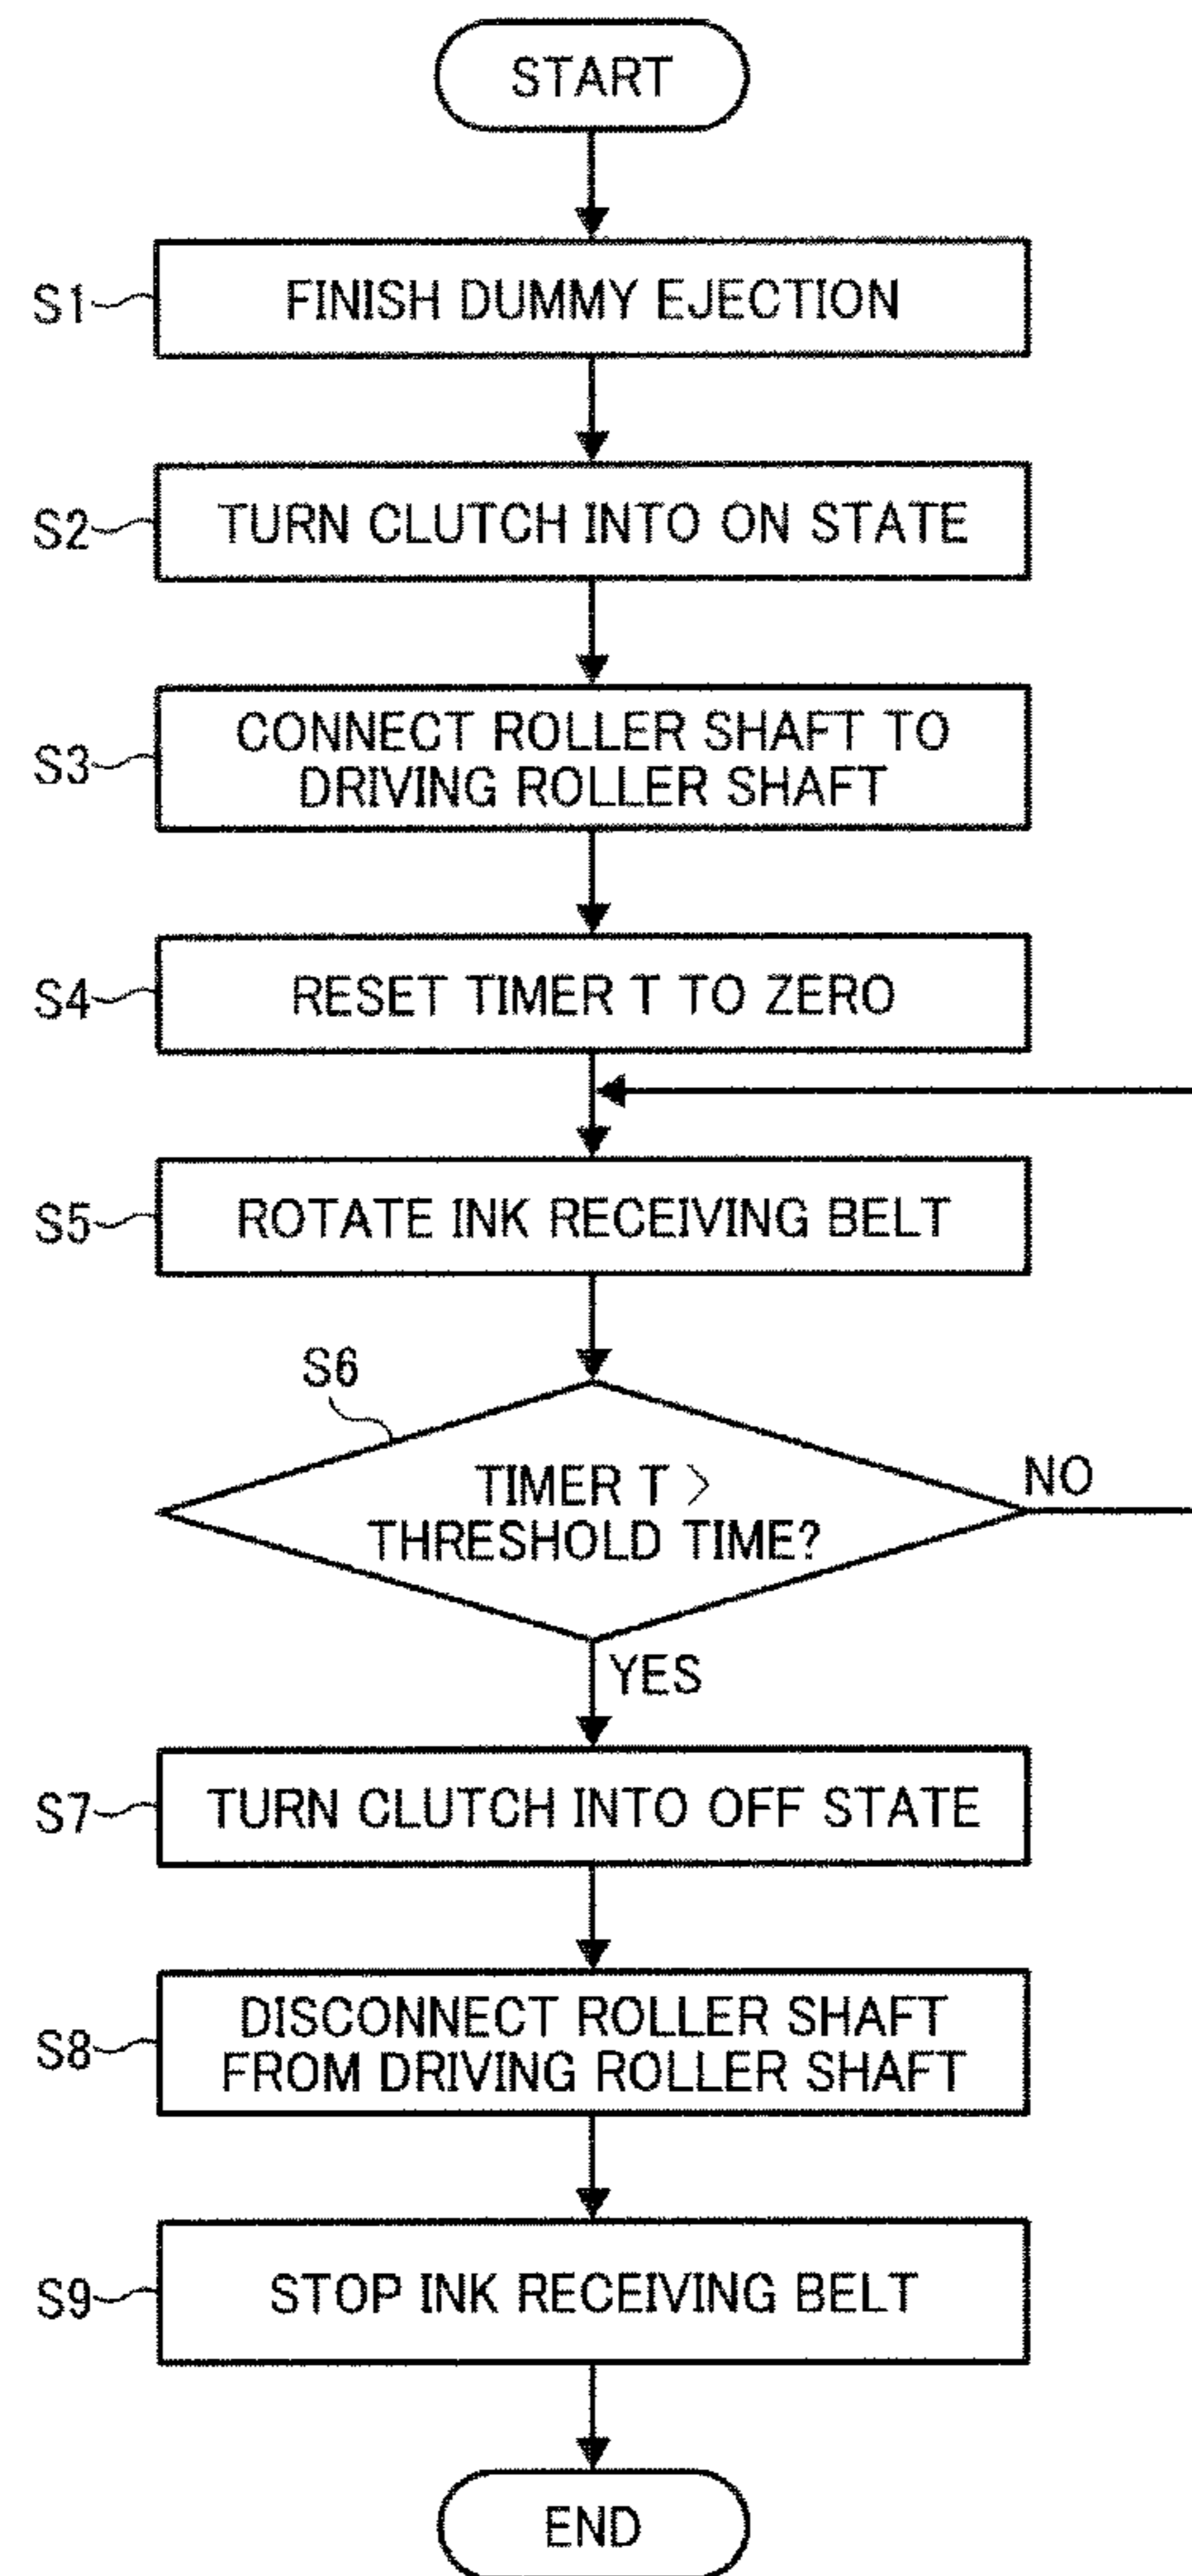 START
S1
FINISH DUMMY EJECTION
S2
TURN CLUTCH INTO ON STATE
S3
CONNECT ROLLER SHAFT TO
DRIVING ROLLER SHAFT
S4
RESET TIMER T TO ZERO
S5
ROTATE INK RECEIVING BELT
S6
TIMER T >
THRESHOLD TIME?
NO
YES
S7
TURN CLUTCH INTO OFF STATE
S8
DISCONNECT ROLLER SHAFT
FROM DRIVING ROLLER SHAFT
S9
STOP INK RECEIVING BELT
END